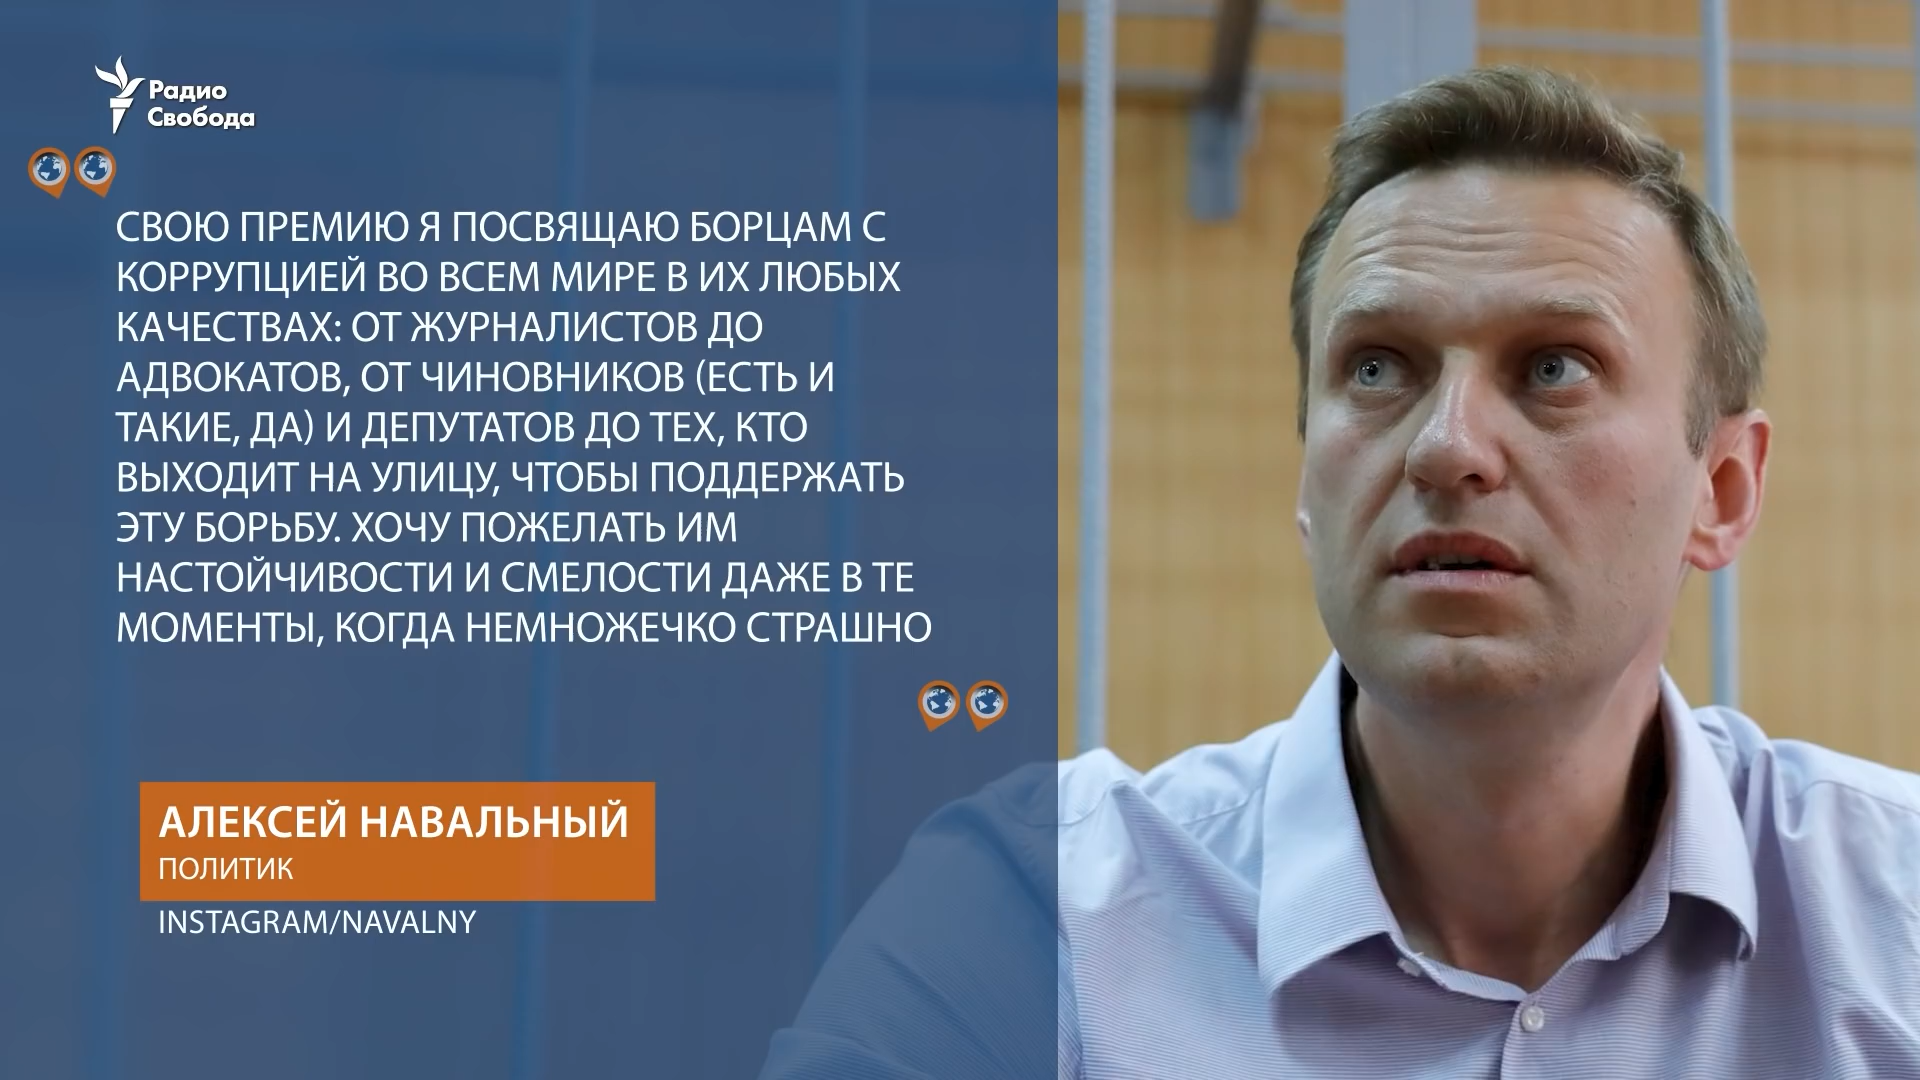 Радио
Свобода
СВОЮ ПРЕМИЮ Я ПОСВЯЩАЮ БОРЦАМ С
КОРРУПЦИЕЙ ВО ВСЕМ МИРЕ В ИХ ЛЮБЫХ
КАЧЕСТВАХ: ОТ ЖУРНАЛИСТОВ ДО
АДВОКАТОВ, ОТ ЧИНОВНИКОВ (ЕСТЬ И
ТАКИЕ, ДА) И ДЕПУТАТОВ ДО ТЕХ, КТО
ВЫХОДИТ НА УЛИЦУ, ЧТОБЫ ПОДДЕРЖАТЬ
ЭТУ БОРЬБУ. ХОЧУ ПОЖЕЛАТЬ ИМ
НАСТОЙЧИВОСТИ И СМЕЛОСТИ ДАЖЕ В ТЕ
МОМЕНТЫ, КОГДА НЕМНОЖЕЧКО СТРАШНО
АЛЕКСЕЙ НАВАЛЬНЫЙ
ПОЛИТИК
INSTAGRAM/NAVALNY